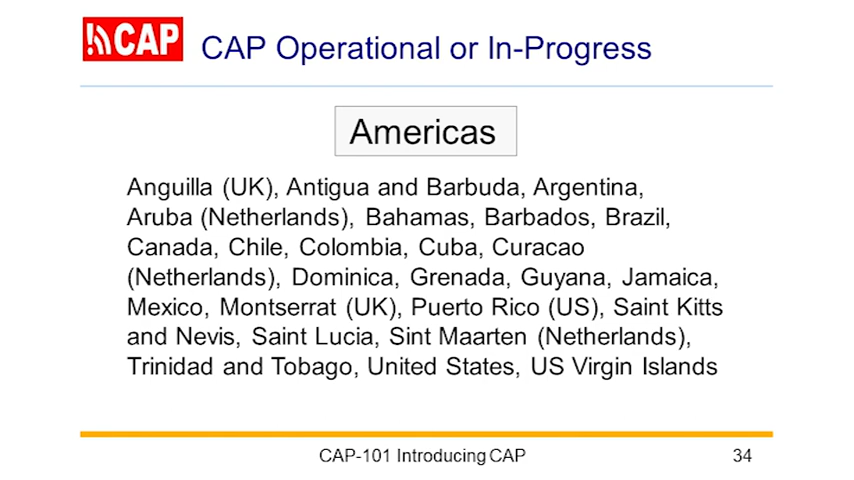 CAP
CAP Operational or In-Progress
Americas
Anguilla (UK), Antigua and Barbuda, Argentina,
Aruba (Netherlands), Bahamas, Barbados, Brazil,
Canada, Chile, Colombia, Cuba, Curacao
(Netherlands), Dominica, Grenada, Guyana, Jamaica,
Mexico, Montserrat (UK), Puerto Rico (US), Saint Kitts
and Nevis, Saint Lucia, Sint Maarten (Netherlands),
Trinidad and Tobago, United States, US Virgin Islands
CAP-101 Introducing CAP 34